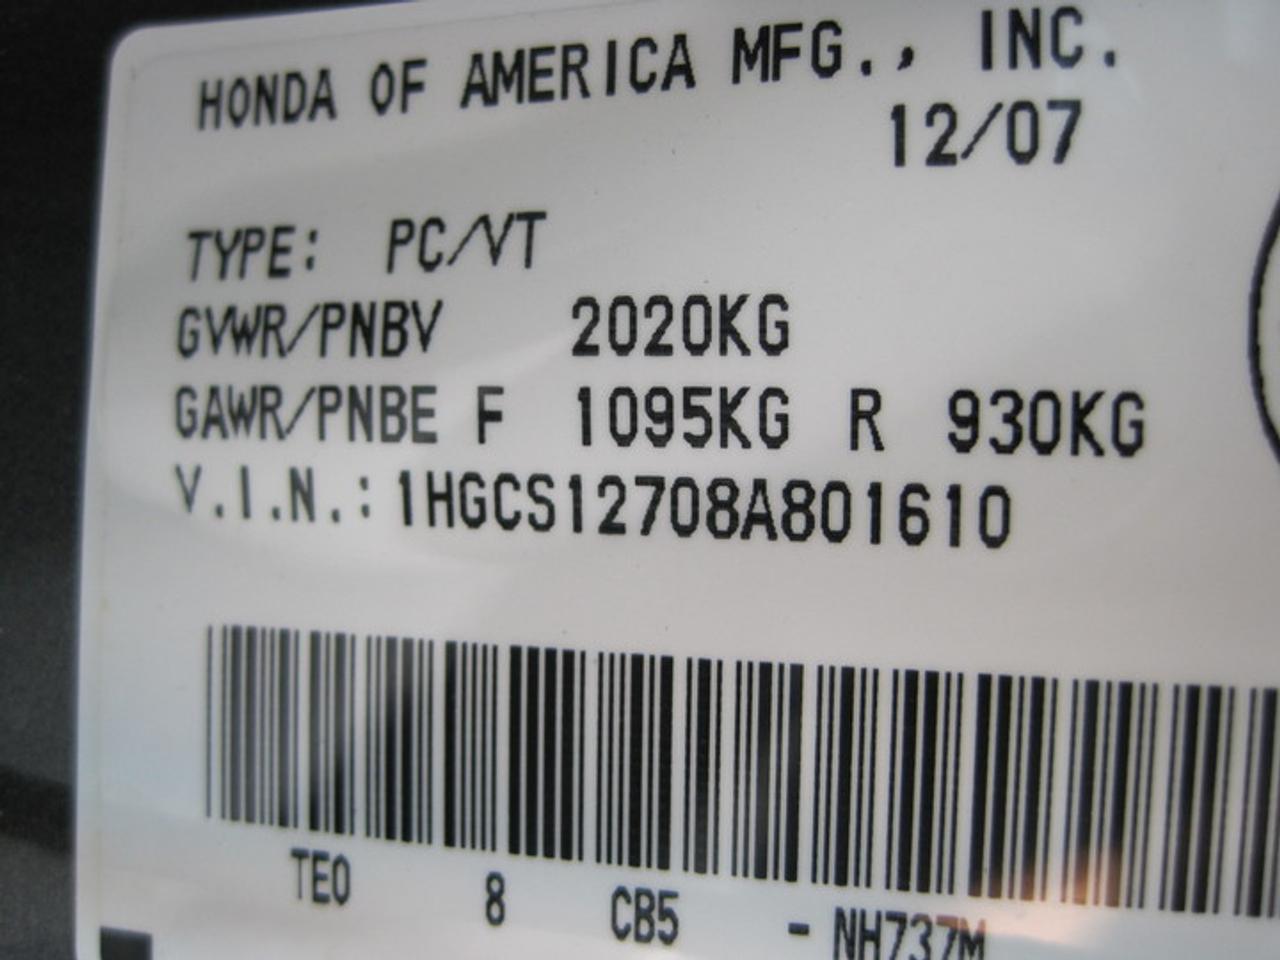 HONDA OF AMERICA MFG., INC.
12/07
TYPE: PC/VT
GVWR/PNBV 2020KG
GAWR/PNBE F 1095KG R 930KG
V.I.N.: 1HGCS12708A801610
TE0 8 CB5 - NH737M